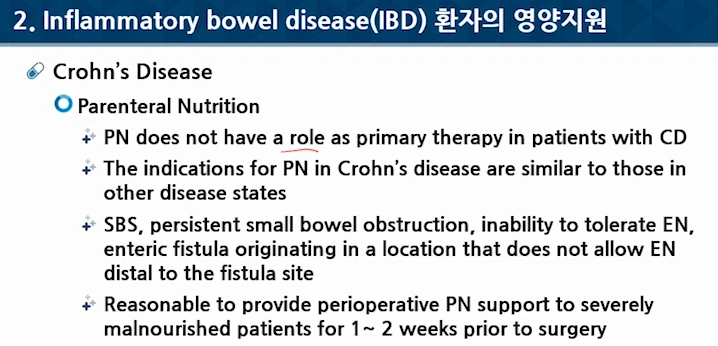 2. Inflammatory bowel disease(IBD) 환자의 영양지원
Crohn's Disease
Parenteral Nutrition
PN does not have a role as primary therapy in patients with CD
The indications for PN in Crohn's disease are similar to those in
other disease states
SBS, persistent small bowel obstruction, inability to tolerate EN,
enteric fistula originating in a location that does not allow EN
distal to the fistula site
Reasonable to provide perioperative PN support to severely
malnourished patients for 1~ 2 weeks prior to surgery